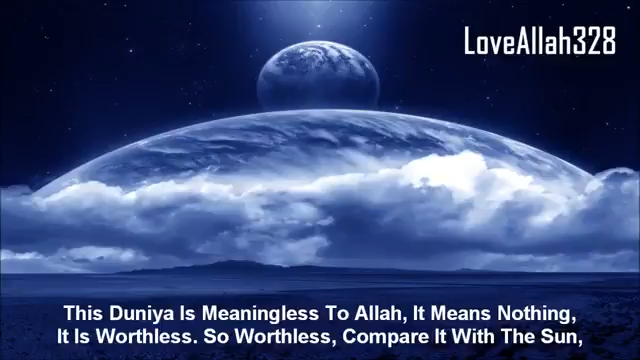 LoveAllah328
This Duniya Is Meaningless To Allah, It Means Nothing,
It Is Worthless. So Worthless, Compare It With The Sun,